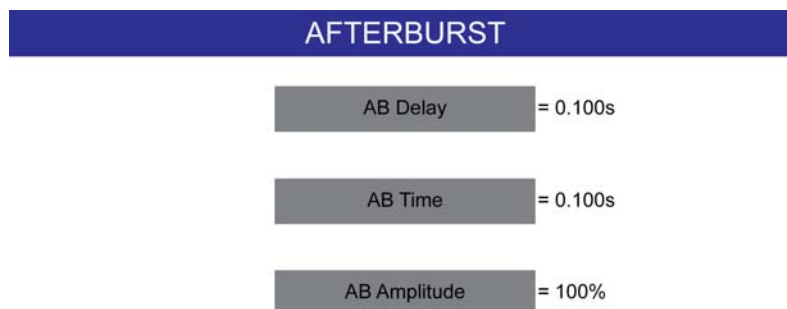 AFTERBURST
AB Delay = 0.100s
AB Time = 0.100s
AB Amplitude = 100%